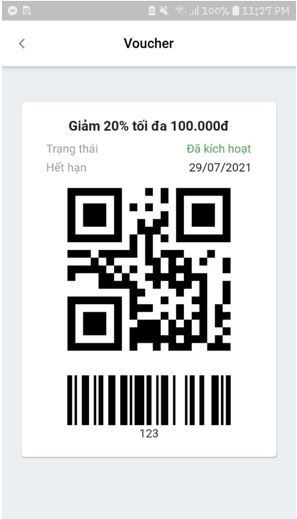 100% 11:27 PM
Voucher
Giảm 20% tối đa 100.000đ
Trạng thái Đã kích hoạt
Hết hạn 29/07/2021
123